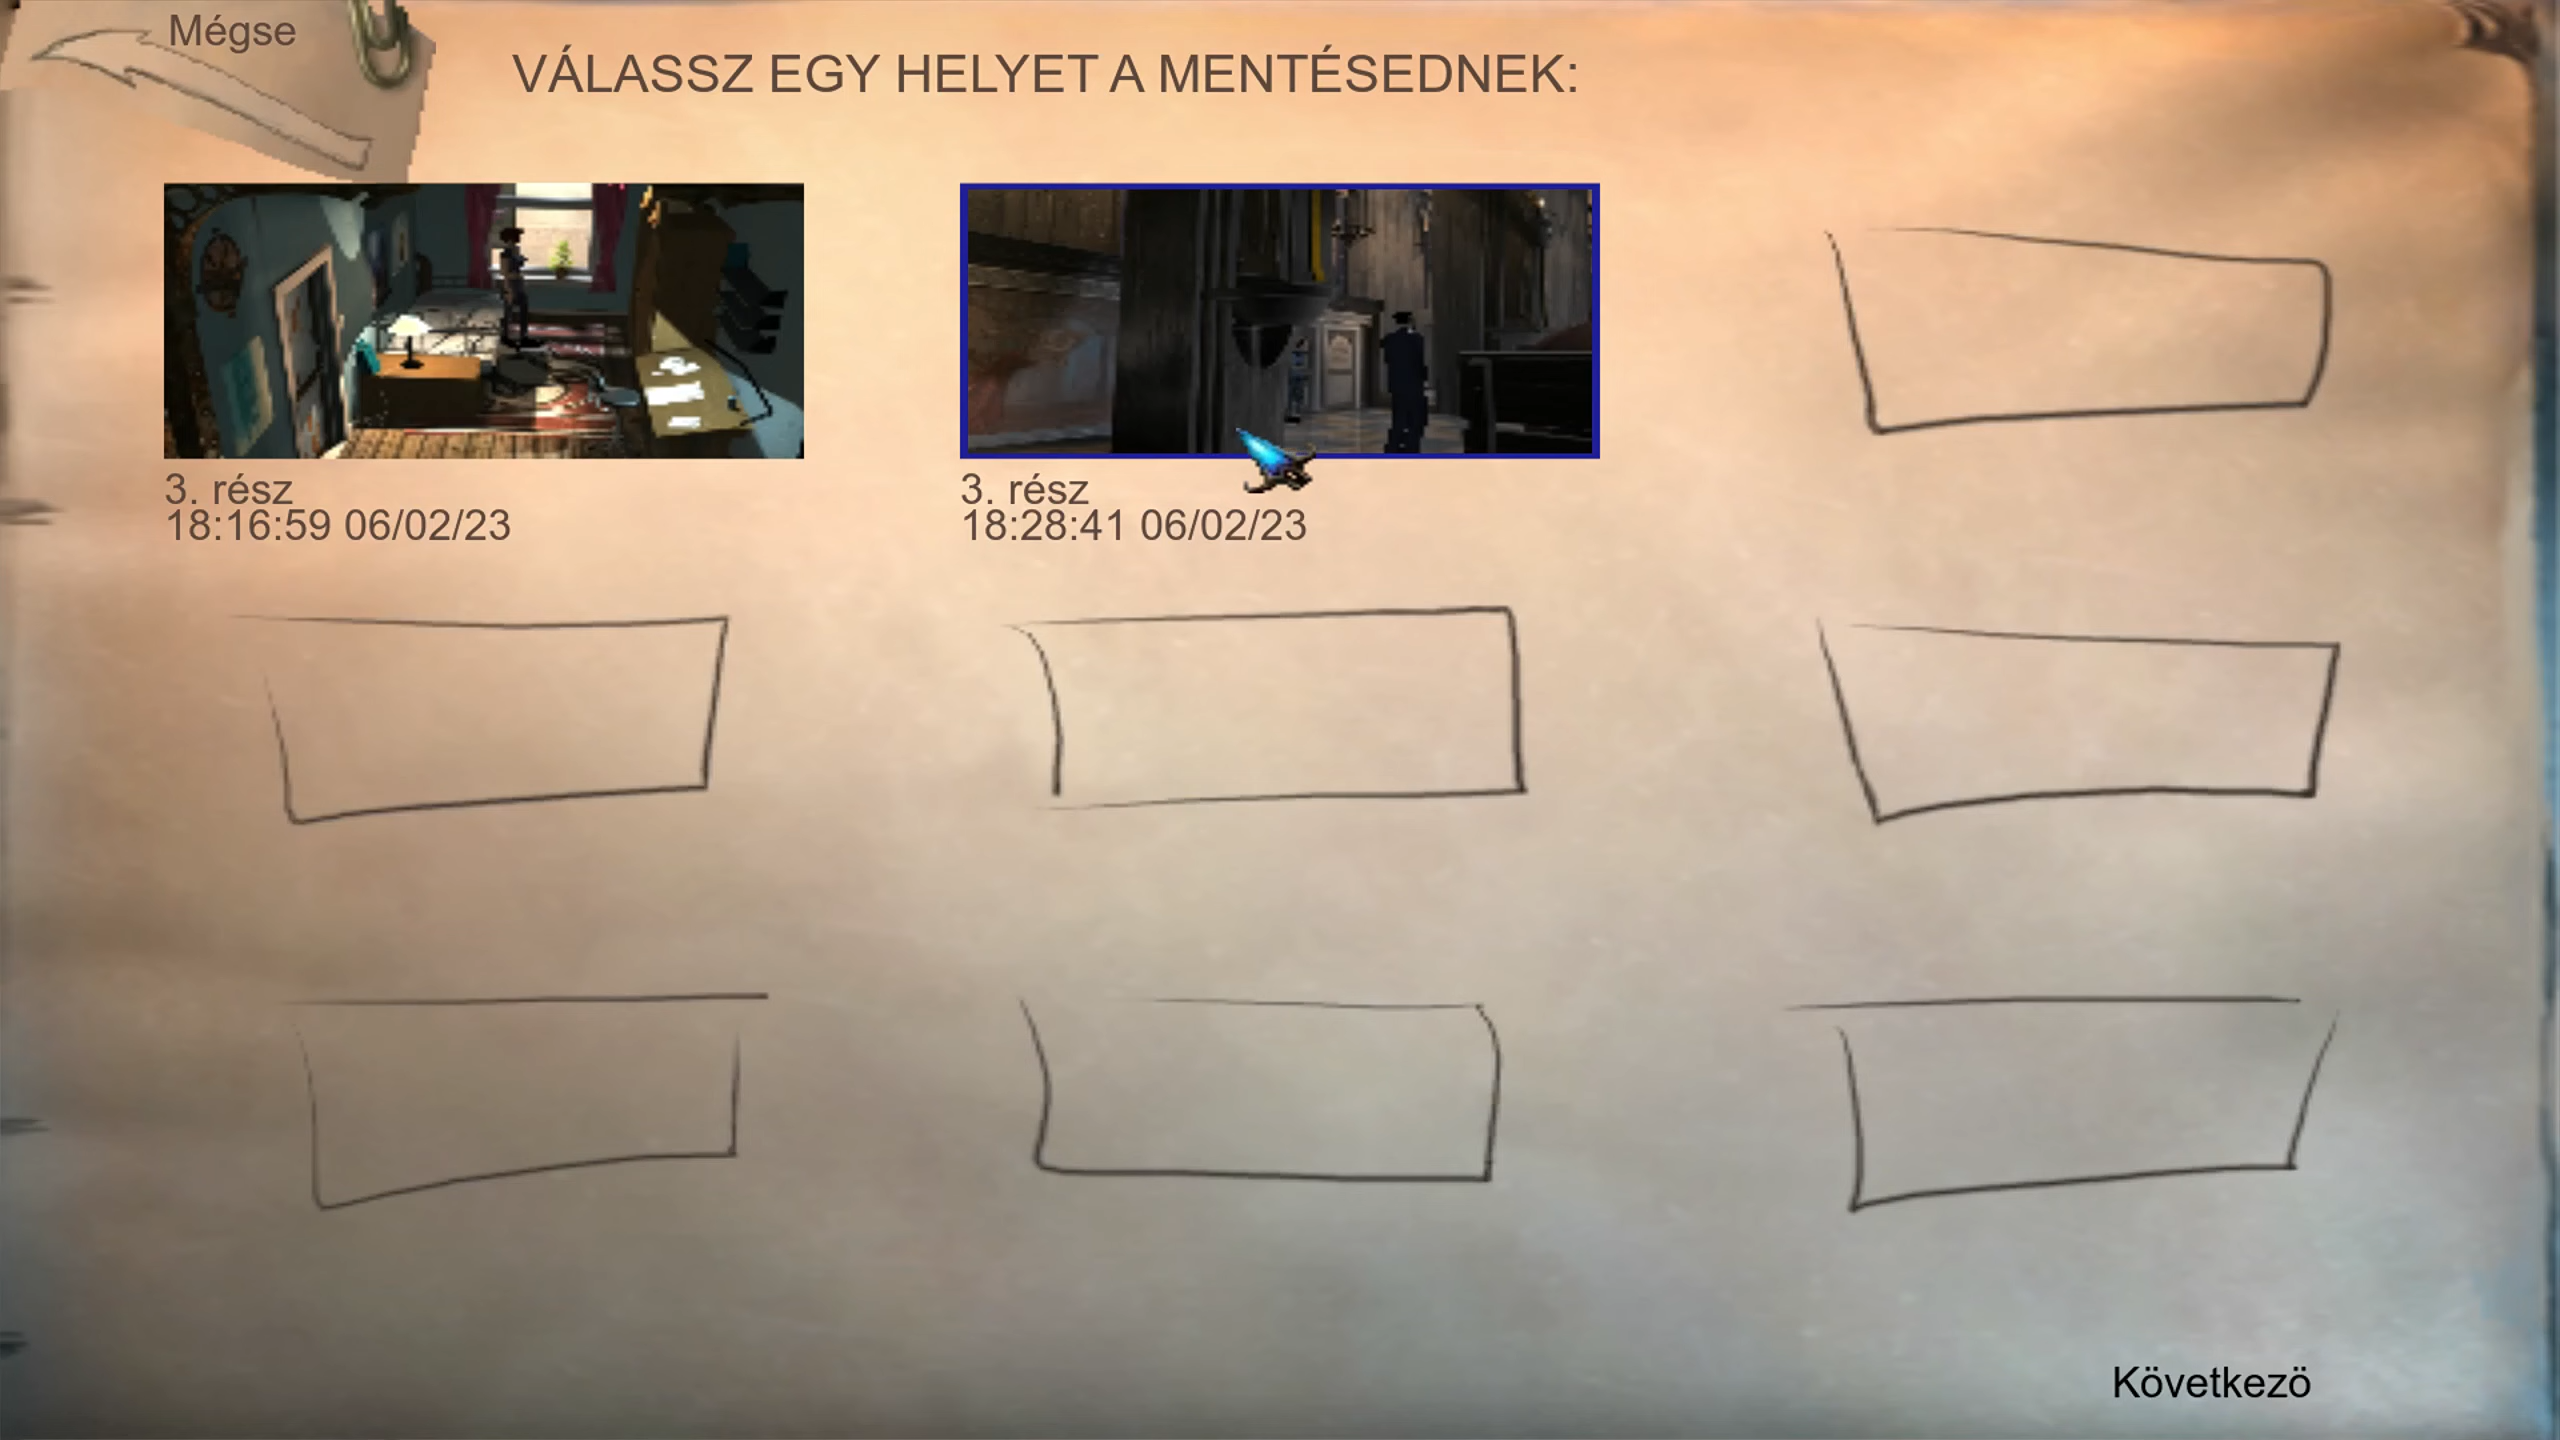 Mégse
VÁLASSZ EGY HELYET A MENTÉSEDNEK:
3. rész
18:16:59 06/02/23
3. rész
18:28:41 06/02/23
Következö